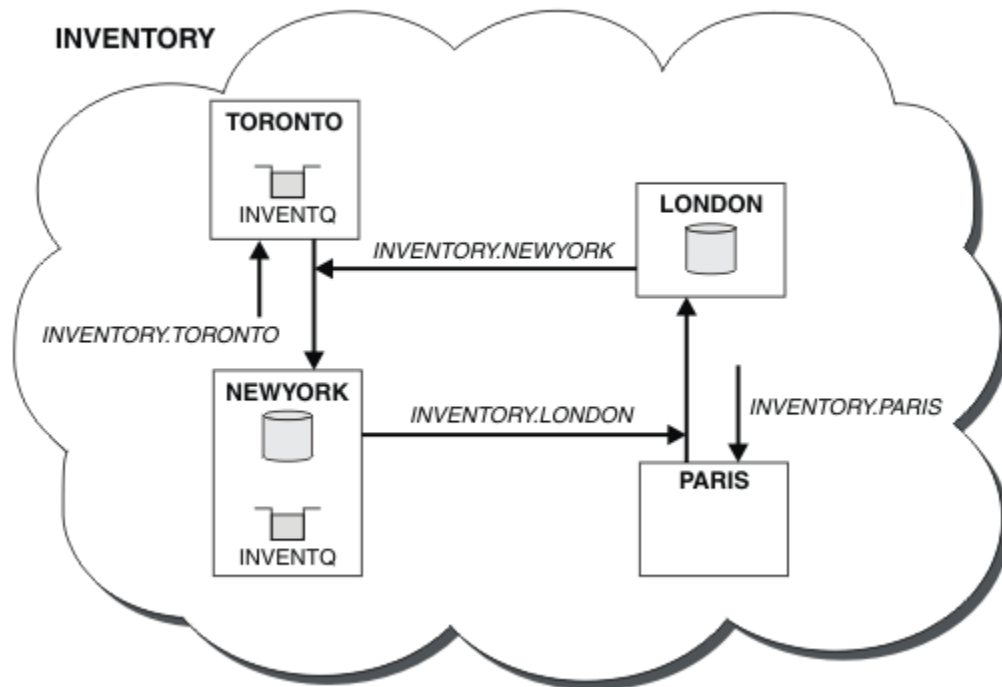 INVENTORY
TORONTO
INVENTQ
LONDON
INVENTORY.NEWYORK
INVENTORY.TORONTO
NEWYORK
INVENTORY.LONDON
INVENTORY.PARIS
PARIS
INVENTQ